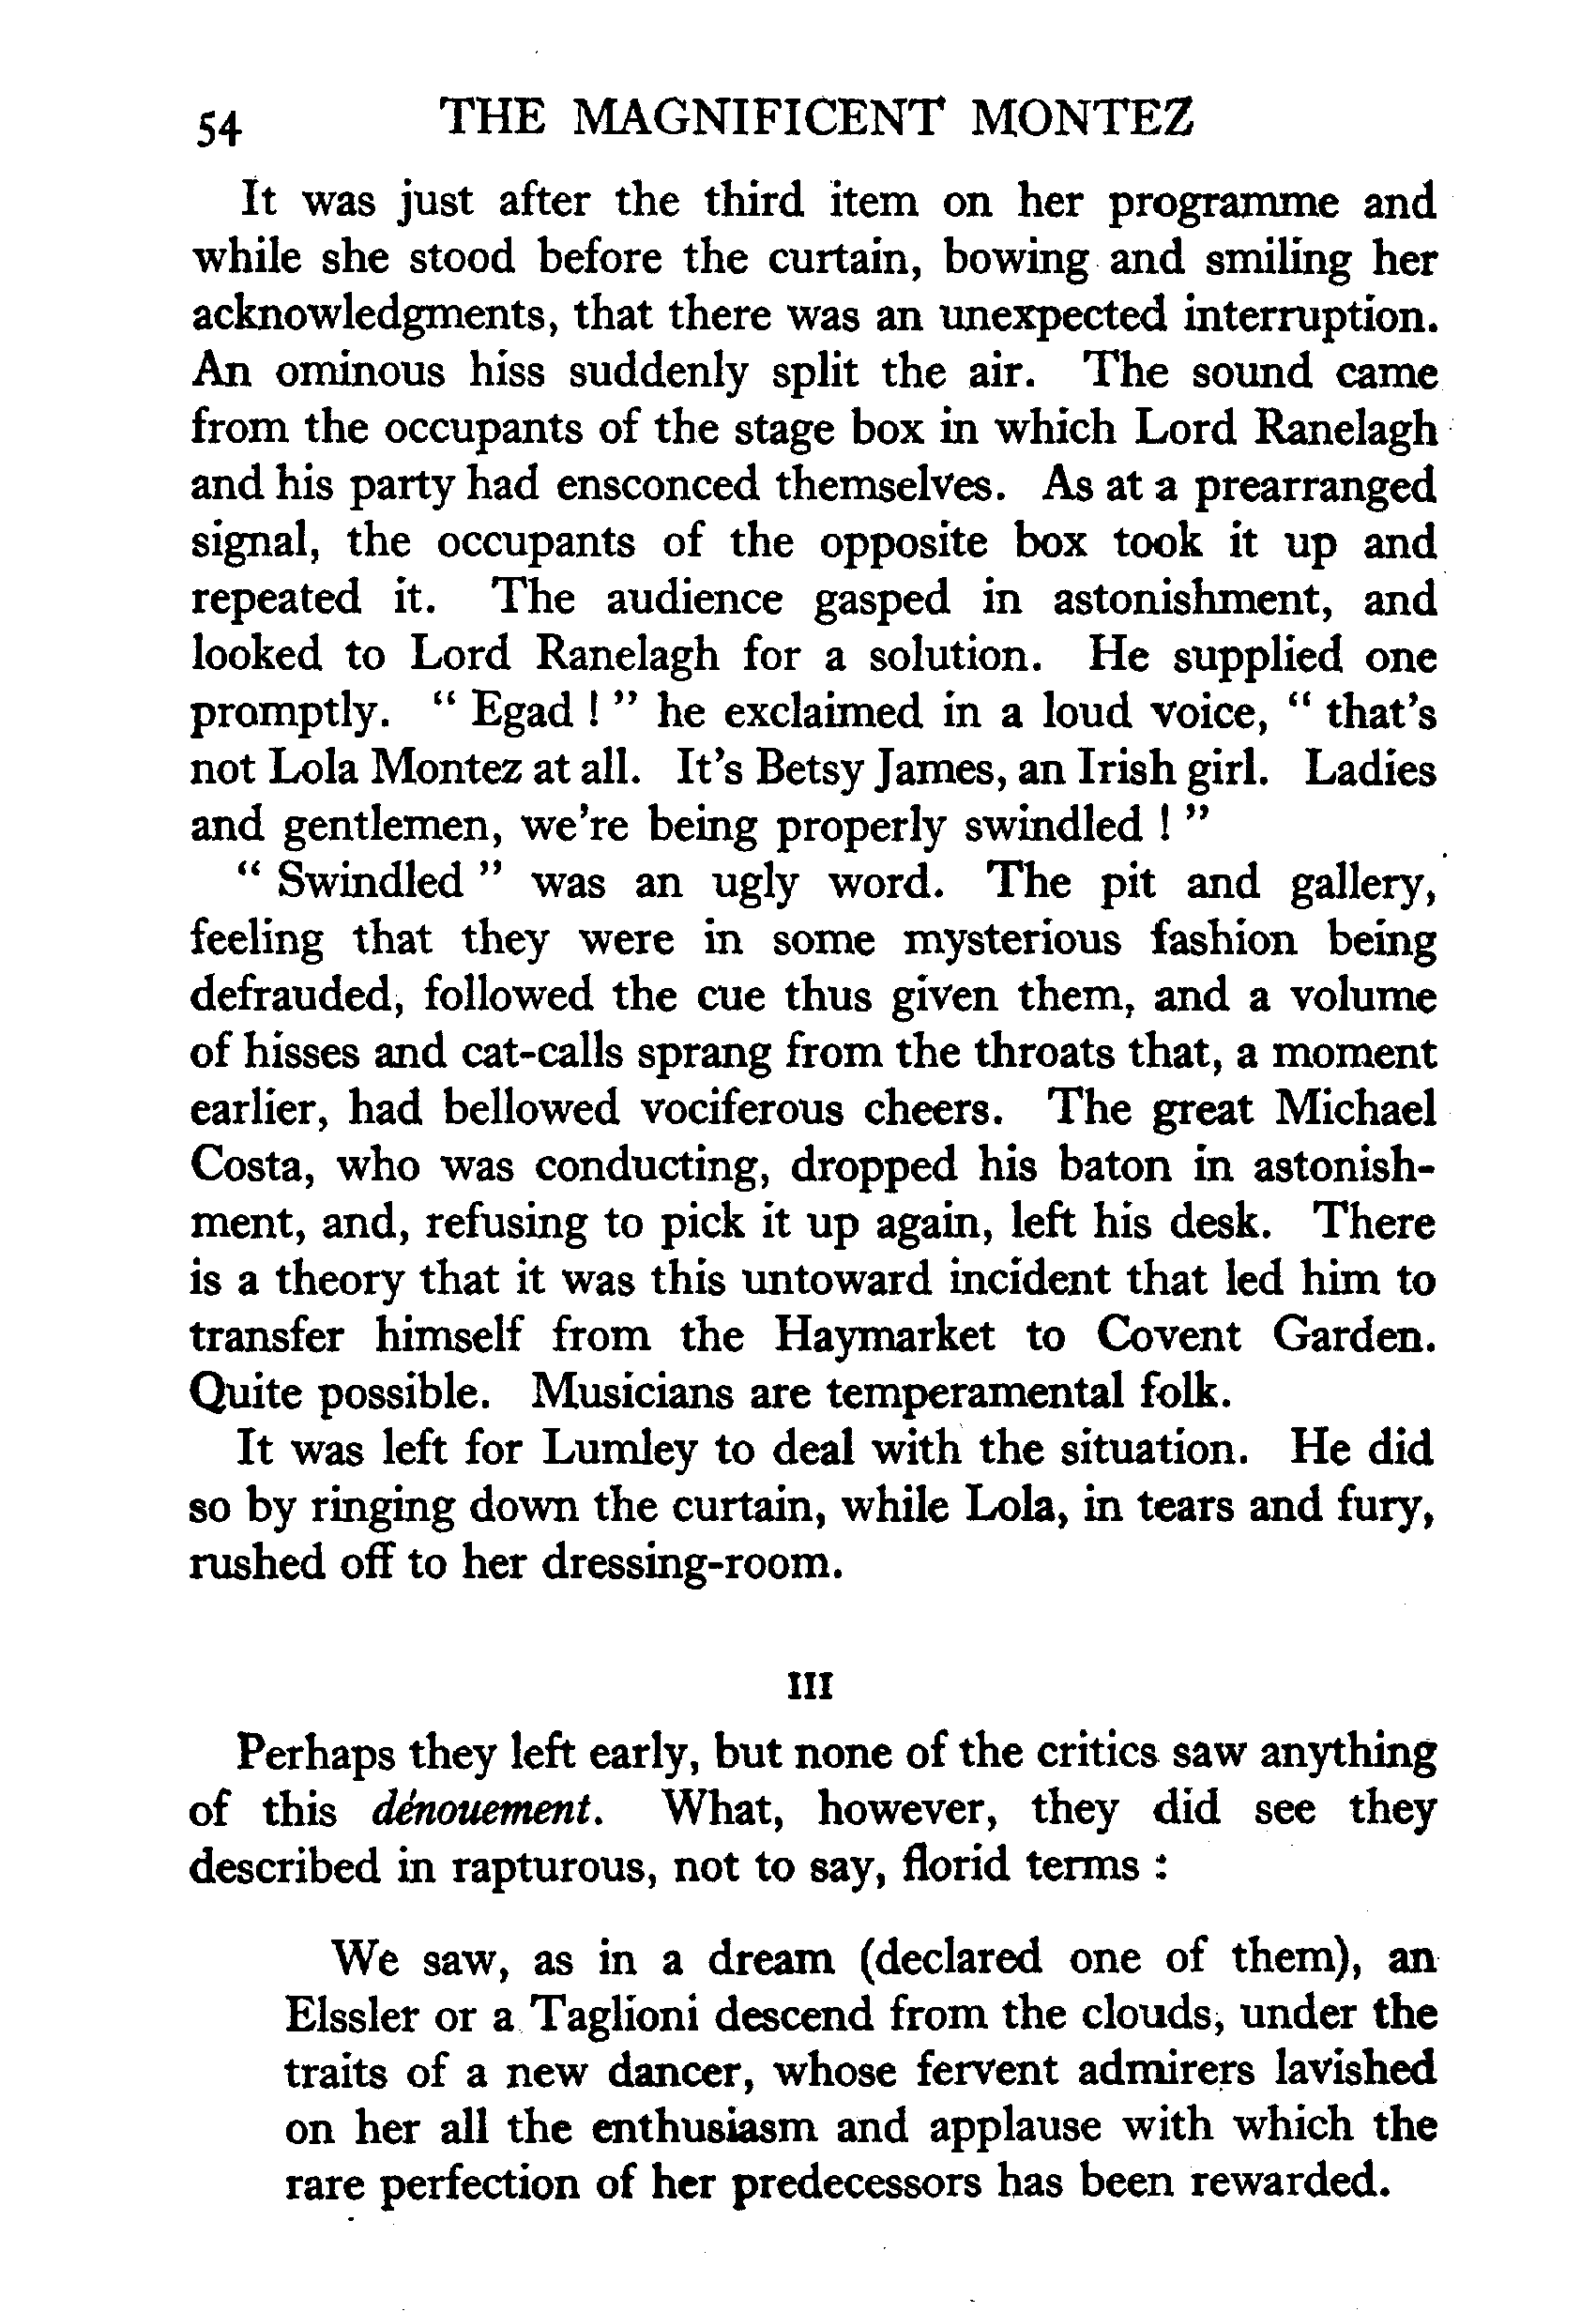 54 THE MAGNIFICENT MONTEZ
It was just after the third item on her programme and
while she stood before the curtain, bowing and smiling her
acknowledgments, that there was an unexpected interruption.
An ominous hiss suddenly split the air. The sound came
from the occupants of the stage box in which Lord Ranelagh
and his party had ensconced themselves. As at a prearranged
signal, the occupants of the opposite box took it up and
repeated it. The audience gasped in astonishment, and
looked to Lord Ranelagh for a solution. He supplied one
promptly. “ Egad ! ” he exclaimed in a loud voice, “ that’s
not Lola Montez at all. It’s Betsy James, an Irish girl. Ladies
and gentlemen, we’re being properly swindled ! ”
“ Swindled ” was an ugly word. The pit and gallery,
feeling that they were in some mysterious fashion being
defrauded, followed the cue thus given them, and a volume
of hisses and cat-calls sprang from the throats that, a moment
earlier, had bellowed vociferous cheers. The great Michael
Costa, who was conducting, dropped his baton in astonish-
ment, and, refusing to pick it up again, left his desk. There
is a theory that it was this untoward incident that led him to
transfer himself from the Haymarket to Covent Garden.
Quite possible. Musicians are temperamental folk.
It was left for Lumley to deal with the situation. He did
so by ringing down the curtain, while Lola, in tears and fury,
rushed off to her dressing-room.
III
Perhaps they left early, but none of the critics saw anything
of this dénouement. What, however, they did see they
described in rapturous, not to say, florid terms :
We saw, as in a dream (declared one of them), an
Elssler or a Taglioni descend from the clouds, under the
traits of a new dancer, whose fervent admirers lavished
on her all the enthusiasm and applause with which the
rare perfection of her predecessors has been rewarded.